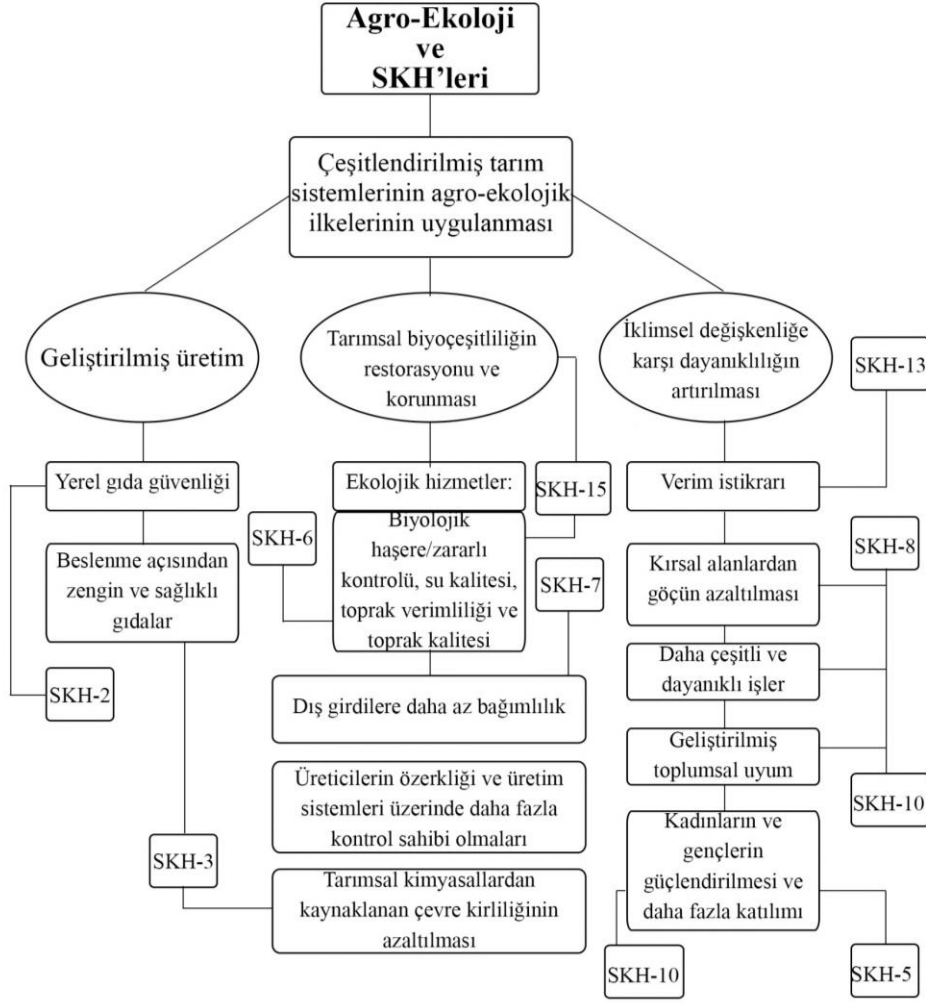 Agro-Ekoloji
ve
SKH’leri
Çeşitlendirilmiş tarım
sistemlerinin agro-ekolojik
ilkelerinin uygulanması
Geliştirilmiş üretim
Tarımsal biyoçeşitliliğin
restorasyonu ve
korunması
İklimsel değişkenliğe
karşı dayanıklılığın
artırılması
SKH-13
Yerel gıda güvenliği
Ekolojik hizmetler:
SKH-15
Verim istikrarı
Beslenme açısından
zengin ve sağlıklı
gıdalar
SKH-6
Biyolojik
haşere/zararlı
kontrolü, su kalitesi,
toprak verimliliği ve
toprak kalitesi
SKH-7
Kırsal alanlardan
göçün azaltılması
SKH-8
SKH-2
Dış girdilere daha az bağımlılık
Daha çeşitli ve
dayanıklı işler
Geliştirilmiş
toplumsal uyum
Üreticilerin özerkliği ve üretim
sistemleri üzerinde daha fazla
kontrol sahibi olmaları
SKH-10
SKH-3
Tarımsal kimyasallardan
kaynaklanan çevre kirliliğinin
azaltılması
Kadınların ve
gençlerin
güçlendirilmesi ve
daha fazla katılımı
SKH-10
SKH-5